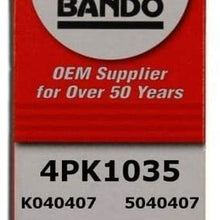 BANDO
OEM Supplier
for Over 50 Years
4PK1035
K040407 5040407